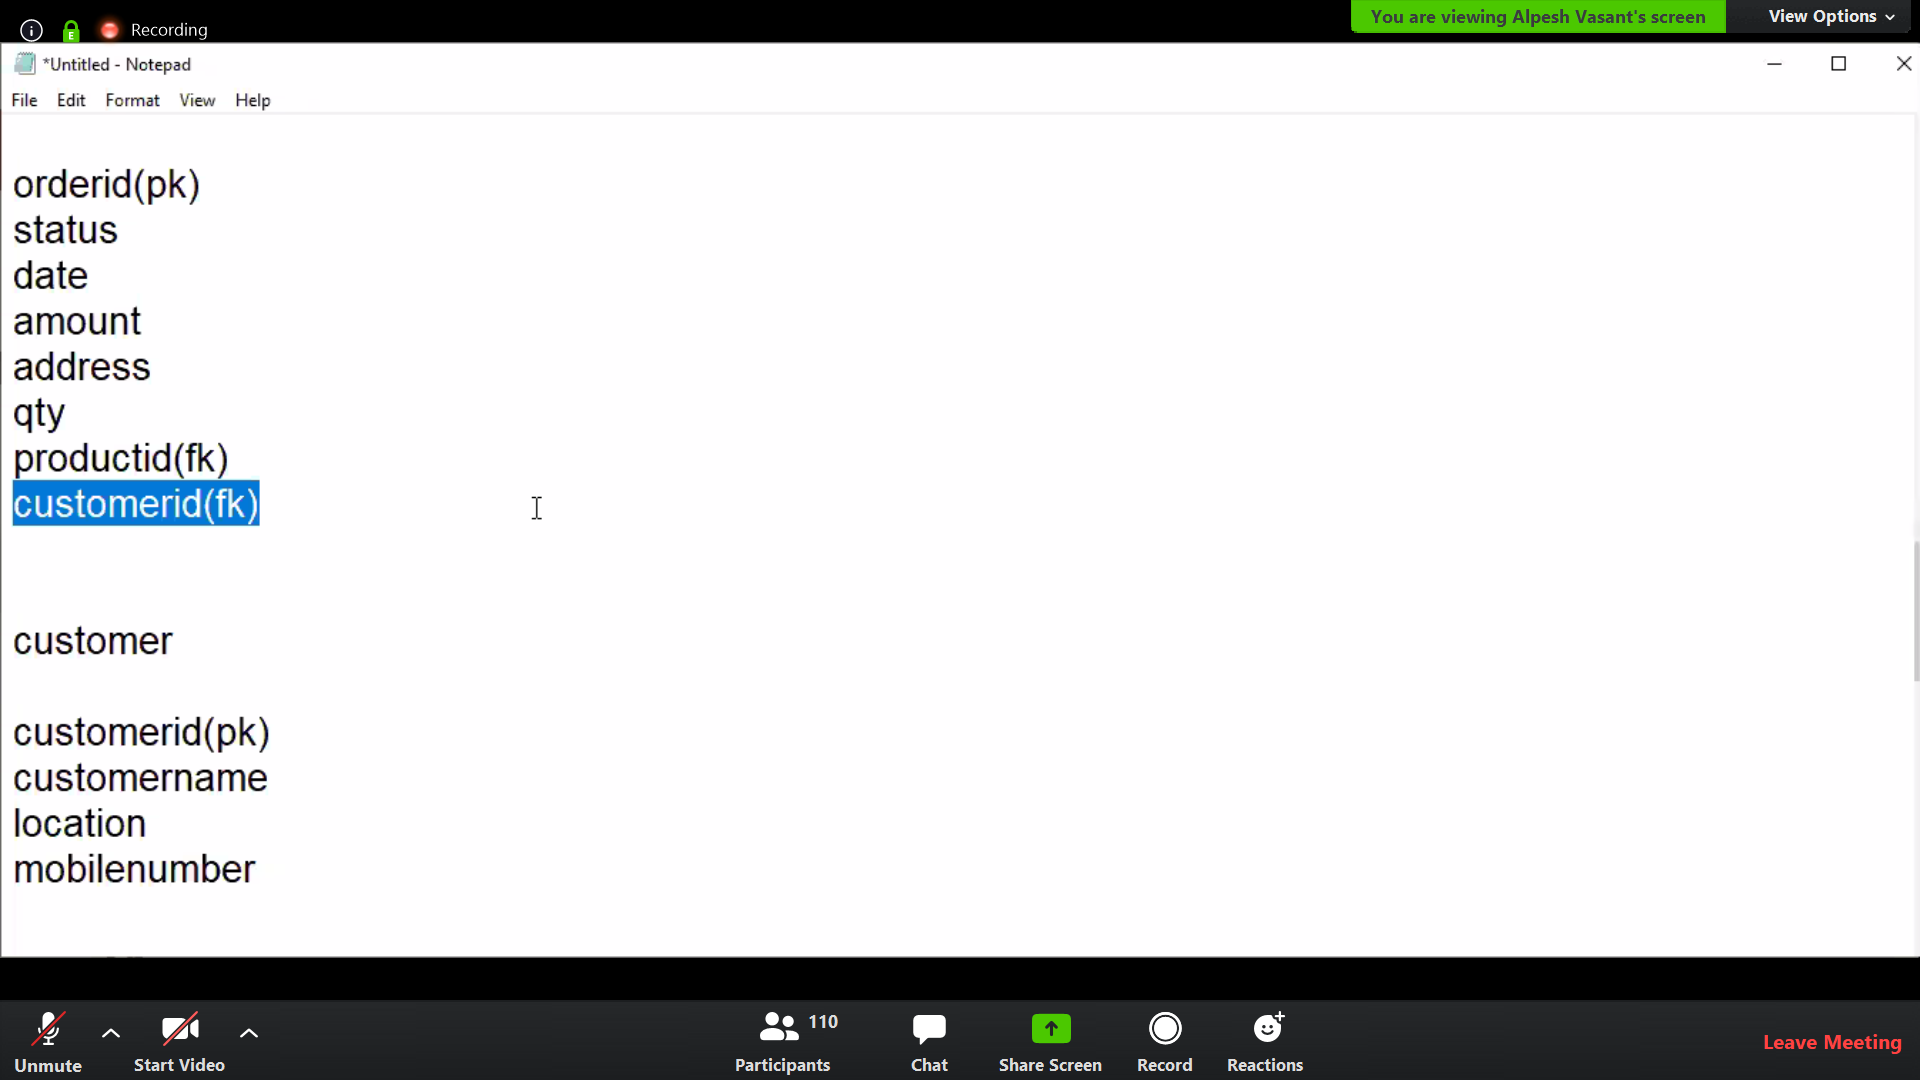 Recording
You are viewing Alpesh Vasant's screen
View Options
*Untitled - Notepad
File Edit Format View Help
orderid(pk)
status
date
amount
address
qty
productid(fk)
customerid(fk)
customer
customerid(pk)
customername
location
mobilenumber
110
Unmute
Start Video
Participants
Chat
Share Screen
Record
Reactions
Leave Meeting